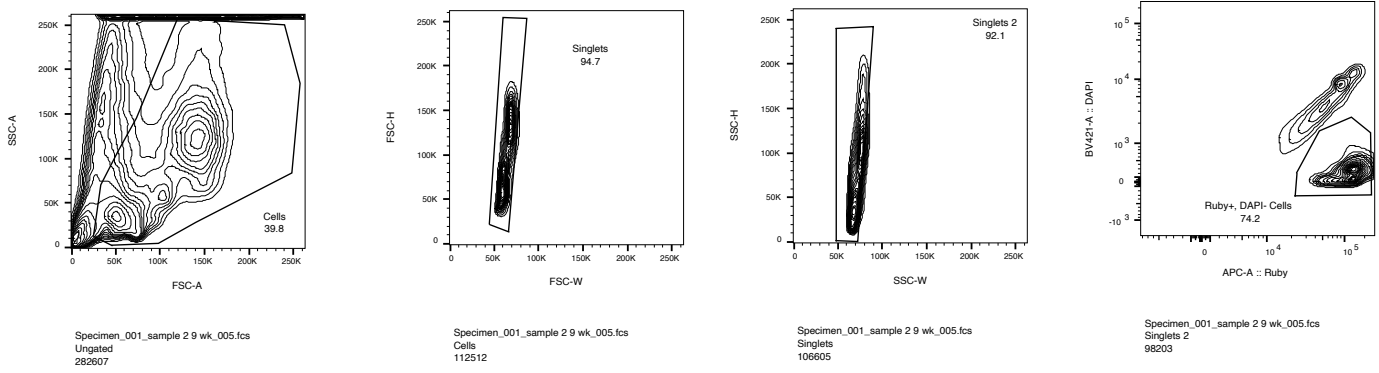 SSC-A
250K
200K
150K
100K
50K
0
0 50K 100K 150K 200K 250K
FSC-A
Cells
39.8
Specimen_001_sample 2 9 wk_005.fcs
Ungated
282607
FSC-H
250K
200K
150K
100K
50K
0
0 50K 100K 150K 200K 250K
FSC-W
Singlets
94.7
Specimen_001_sample 2 9 wk_005.fcs
Cells
112512
SSC-H
250K
200K
150K
100K
50K
0
0 50K 100K 150K 200K 250K
SSC-W
Singlets 2
92.1
Specimen_001_sample 2 9 wk_005.fcs
Singlets
106605
BV421-A :: DAPI
10^5
10^4
10^3
0
-10^3
0 10^4 10^5
APC-A :: Ruby
Ruby+, DAPI- Cells
74.2
Specimen_001_sample 2 9 wk_005.fcs
Singlets 2
98203